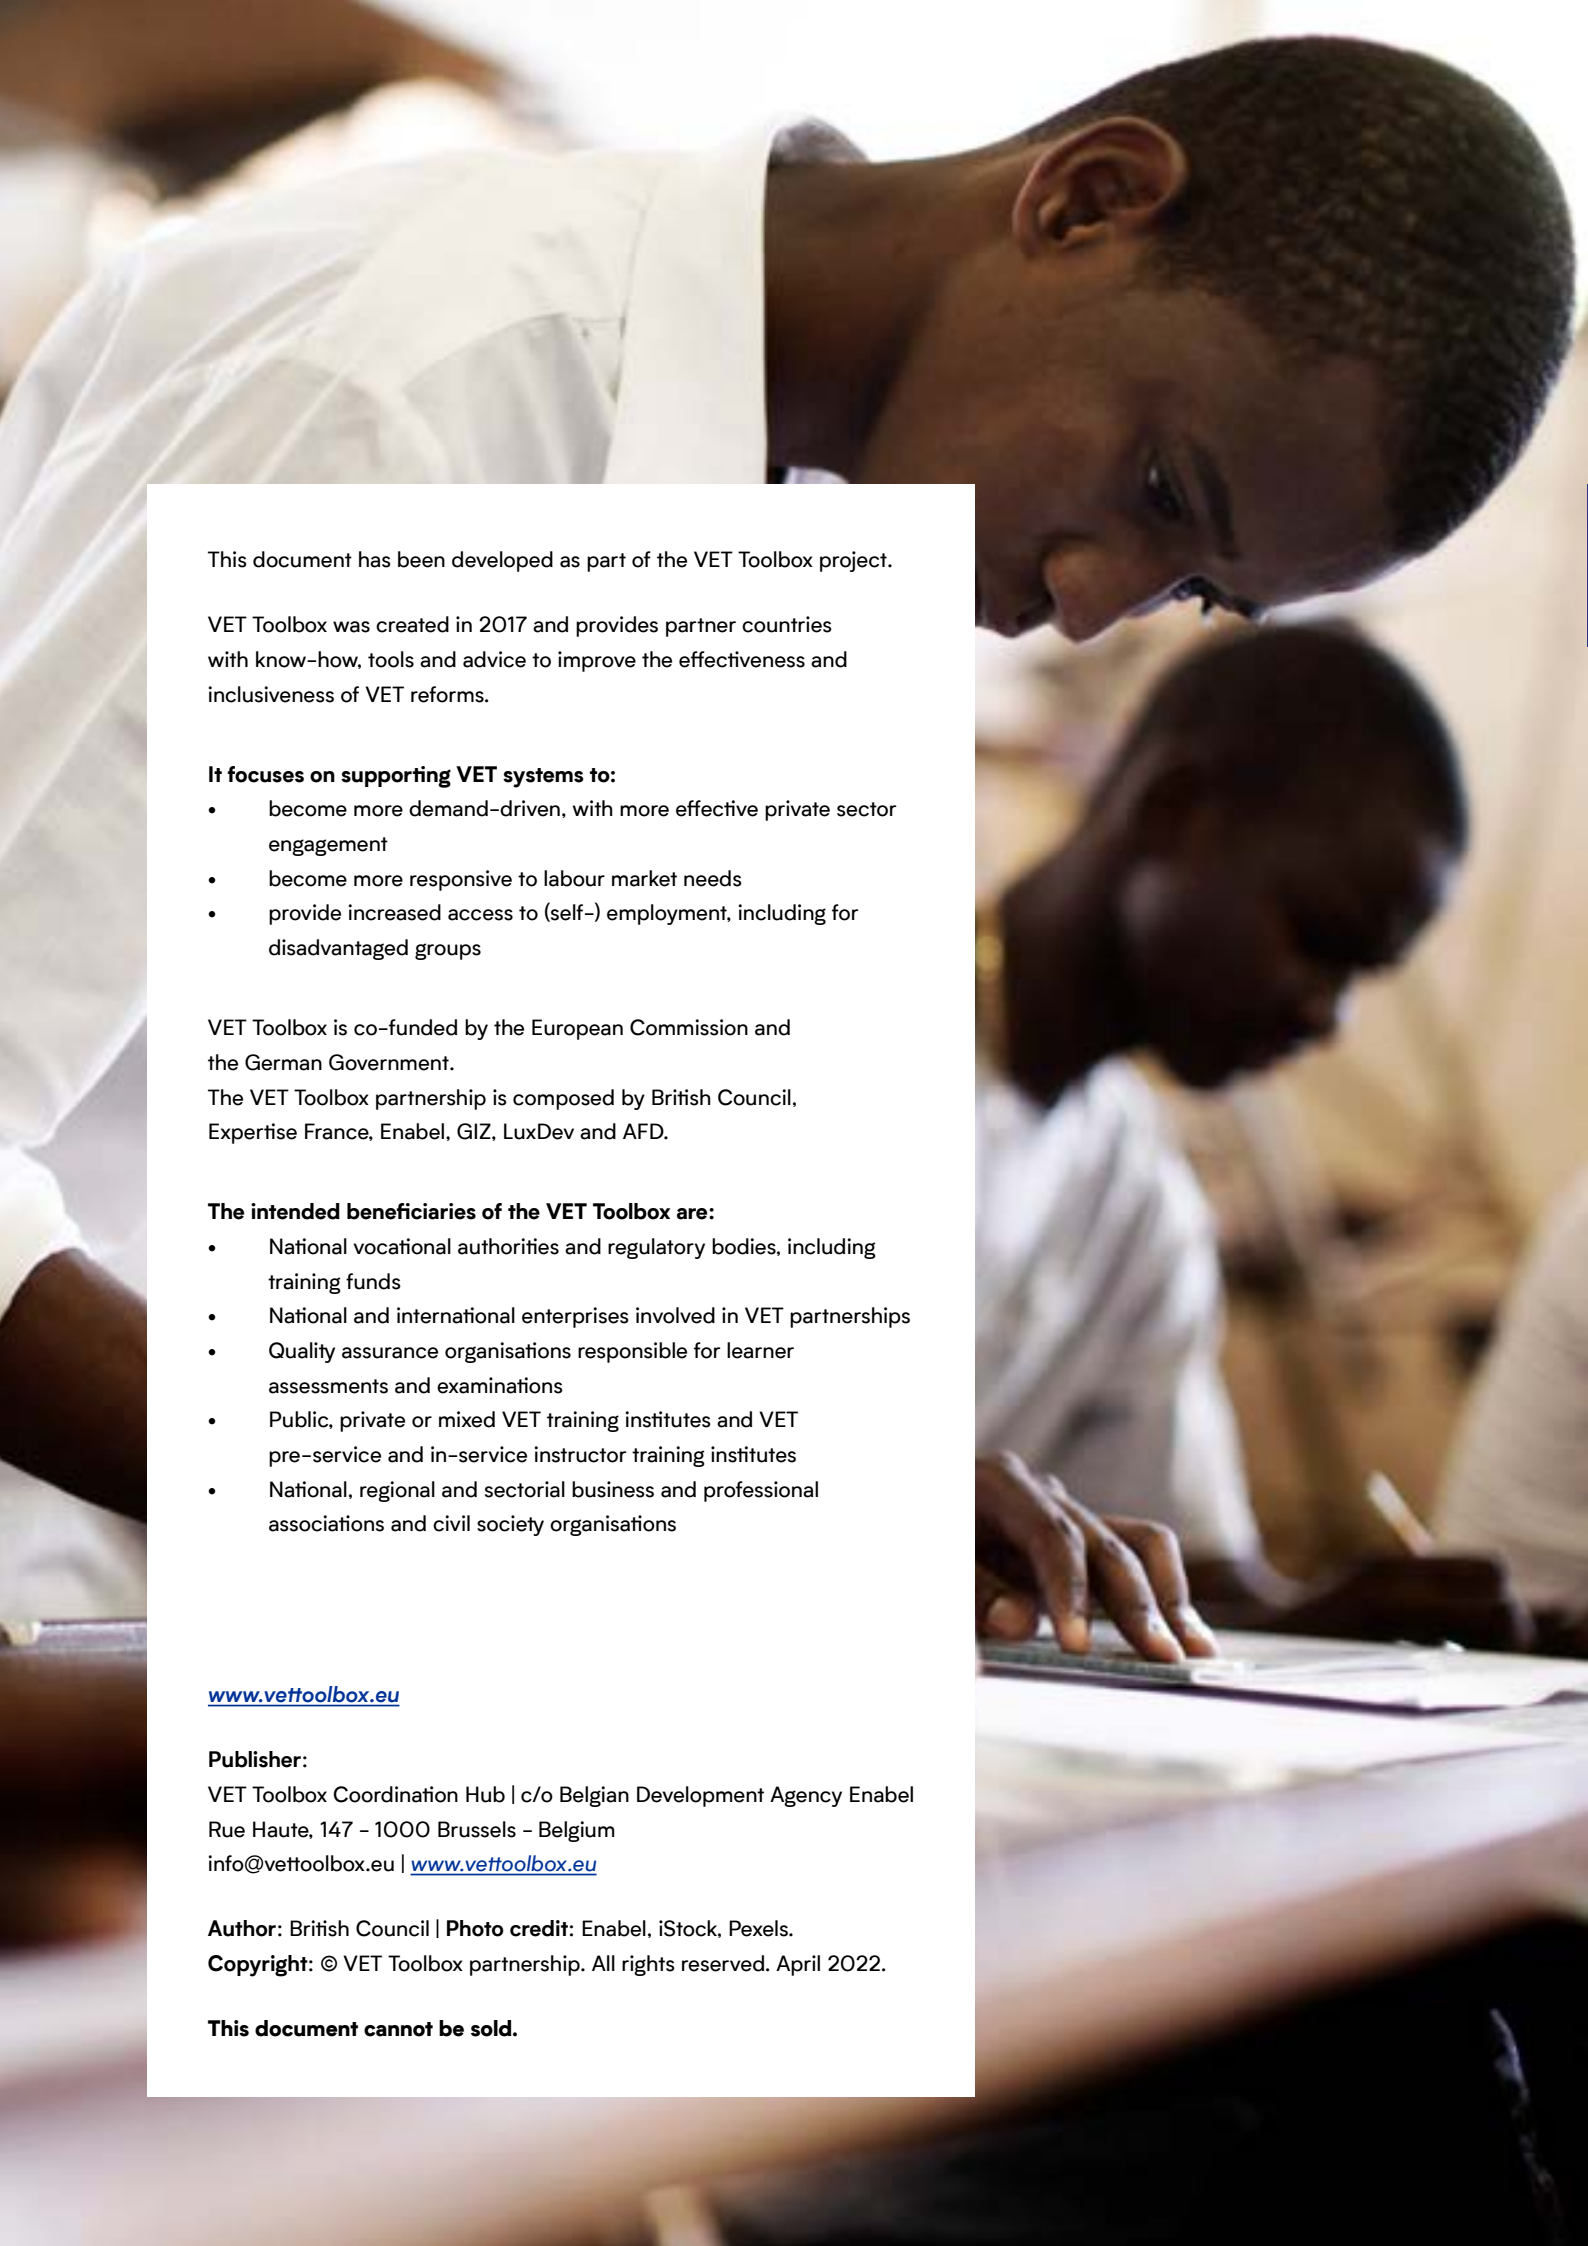 This document has been developed as part of the VET Toolbox project.
VET Toolbox was created in 2017 and provides partner countries
with know-how, tools and advice to improve the effectiveness and
inclusiveness of VET reforms.
It focuses on supporting VET systems to:
• become more demand-driven, with more effective private sector
engagement
• become more responsive to labour market needs
• provide increased access to (self-) employment, including for
disadvantaged groups
VET Toolbox is co-funded by the European Commission and
the German Government.
The VET Toolbox partnership is composed by British Council,
Expertise France, Enabel, GIZ, LuxDev and AFD.
The intended beneficiaries of the VET Toolbox are:
• National vocational authorities and regulatory bodies, including
training funds
• National and international enterprises involved in VET partnerships
• Quality assurance organisations responsible for learner
assessments and examinations
• Public, private or mixed VET training institutes and VET
pre-service and in-service instructor training institutes
• National, regional and sectorial business and professional
associations and civil society organisations
www.vettoolbox.eu
Publisher:
VET Toolbox Coordination Hub | c/o Belgian Development Agency Enabel
Rue Haute, 147 - 1000 Brussels - Belgium
info@vettoolbox.eu | www.vettoolbox.eu
Author: British Council | Photo credit: Enabel, iStock, Pexels.
Copyright: © VET Toolbox partnership. All rights reserved. April 2022.
This document cannot be sold.